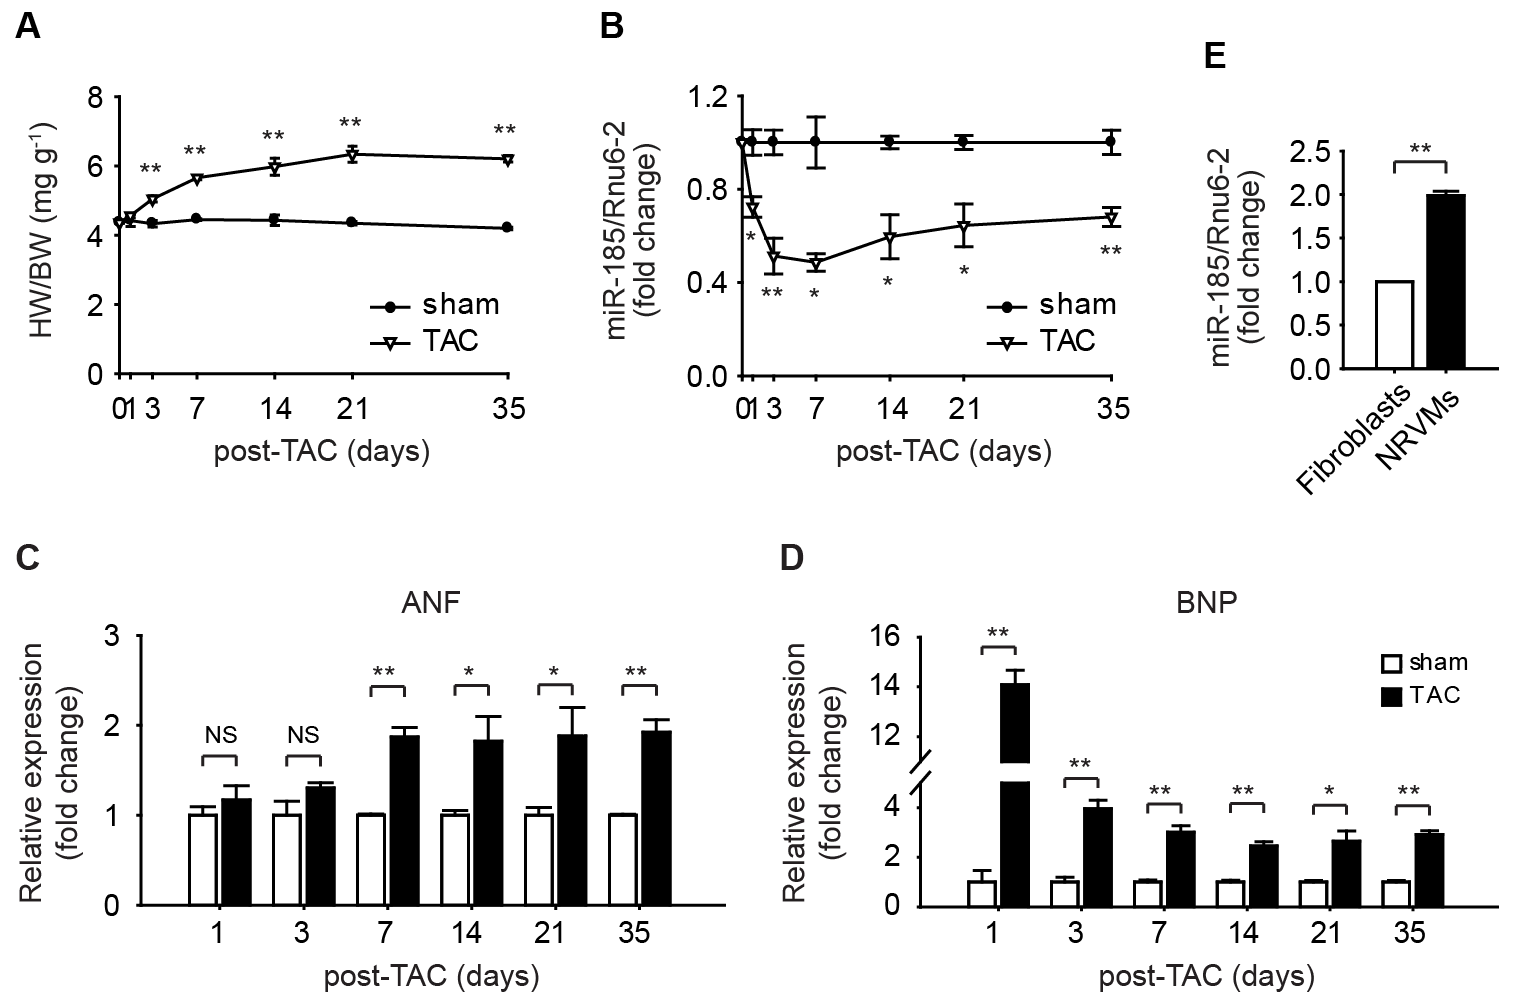 A
HW/BW (mg g-1)
8
6
4
2
0
**
**
**
**
**
sham
TAC
0 1 3 7 14 21 35
post-TAC (days)
B
miR-185/Rnu6-2
(fold change)
1.2
0.8
0.4
0.0
*
**
*
*
*
**
sham
TAC
0 1 3 7 14 21 35
post-TAC (days)
E
miR-185/Rnu6-2
(fold change)
2.5
2.0
1.5
1.0
0.5
0.0
**
Fibroblasts
NRVMs
C
ANF
Relative expression
(fold change)
3
2
1
0
NS
NS
**
*
*
**
1 3 7 14 21 35
post-TAC (days)
D
BNP
Relative expression
(fold change)
16
14
12
4
2
0
**
**
**
**
*
**
sham
TAC
1 3 7 14 21 35
post-TAC (days)